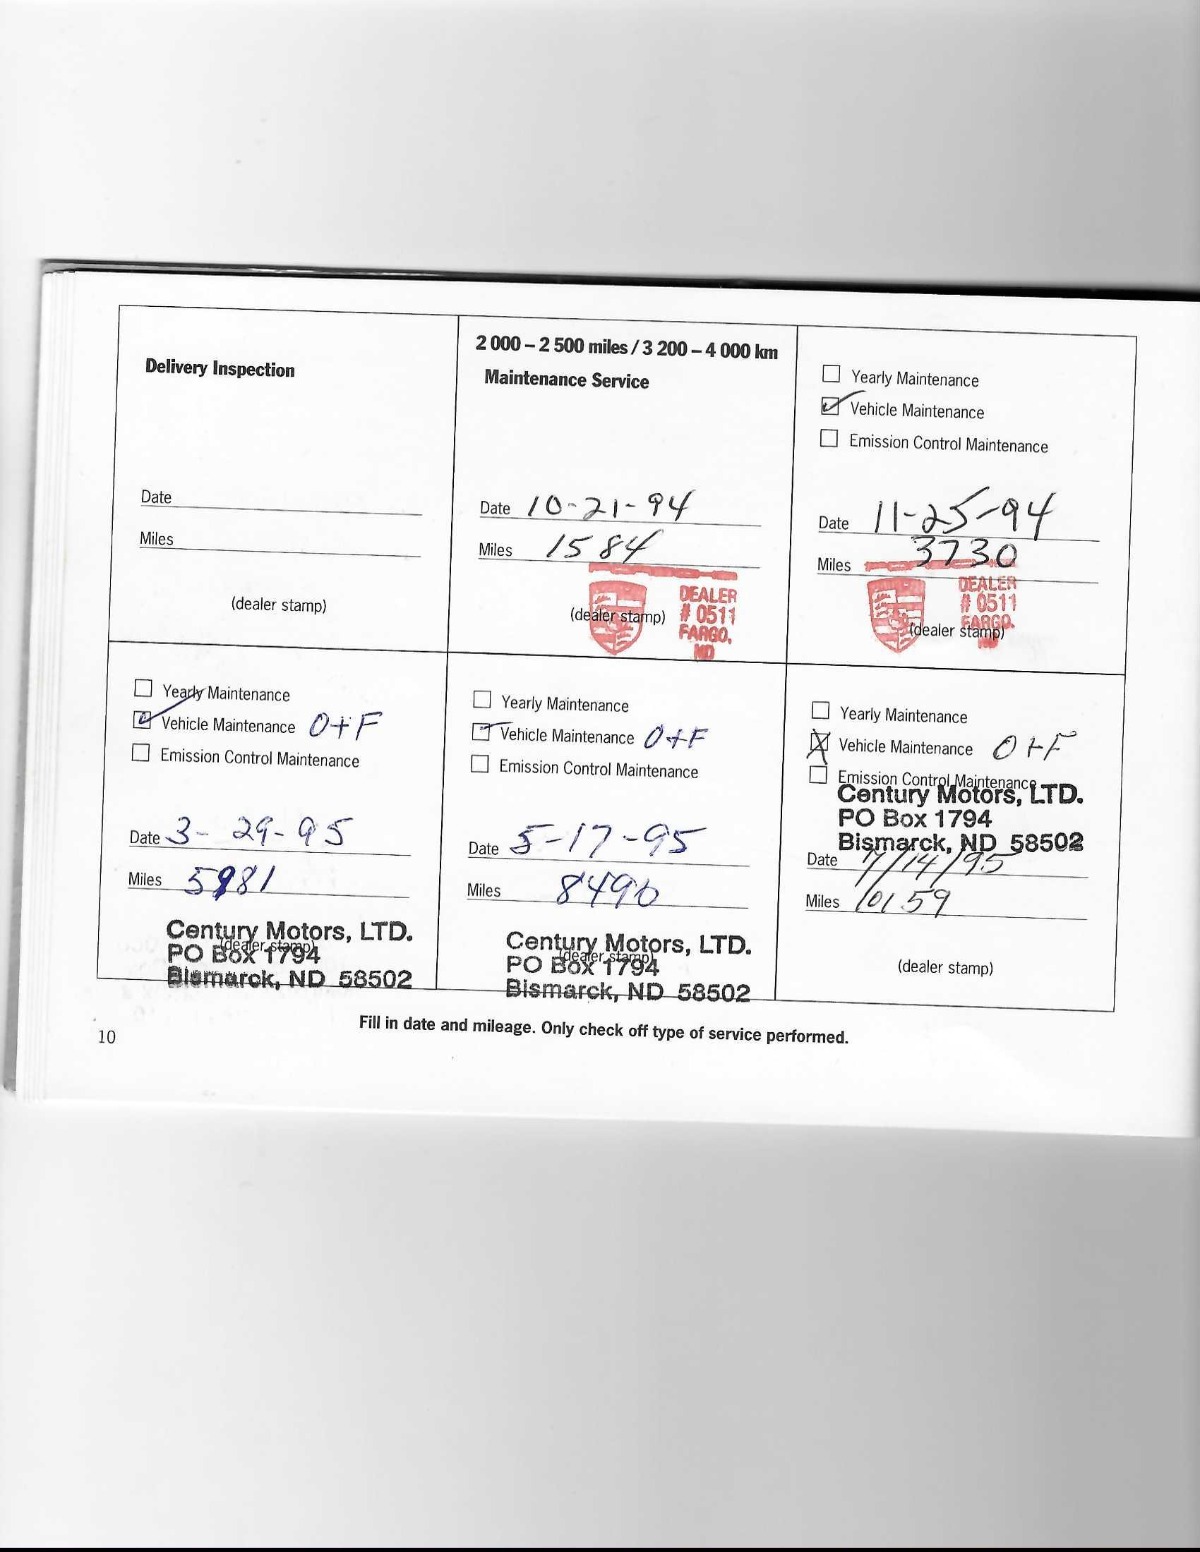 Delivery Inspection
Date
Miles
(dealer stamp)
2 000 – 2 500 miles / 3 200 – 4 000 km
Maintenance Service
Date 10-21-94
Miles 1584
(dealer stamp)
DEALER
# 0511
FARGO,
ND
Yearly Maintenance
Vehicle Maintenance
Emission Control Maintenance
Date 11-25-94
Miles 3730
(dealer stamp)
DEALER
# 0511
FARGO,
ND
Yearly Maintenance
Vehicle Maintenance O+F
Emission Control Maintenance
Date 3-29-95
Miles 5981
(dealer stamp)
Century Motors, LTD.
PO Box 1794
Bismarck, ND 58502
Yearly Maintenance
Vehicle Maintenance O+F
Emission Control Maintenance
Date 5-17-95
Miles 8490
(dealer stamp)
Century Motors, LTD.
PO Box 1794
Bismarck, ND 58502
Yearly Maintenance
Vehicle Maintenance O+F
Emission Control Maintenance
Century Motors, LTD.
PO Box 1794
Bismarck, ND 58502
Date 7/14/95
Miles 10159
(dealer stamp)
Fill in date and mileage. Only check off type of service performed.
10